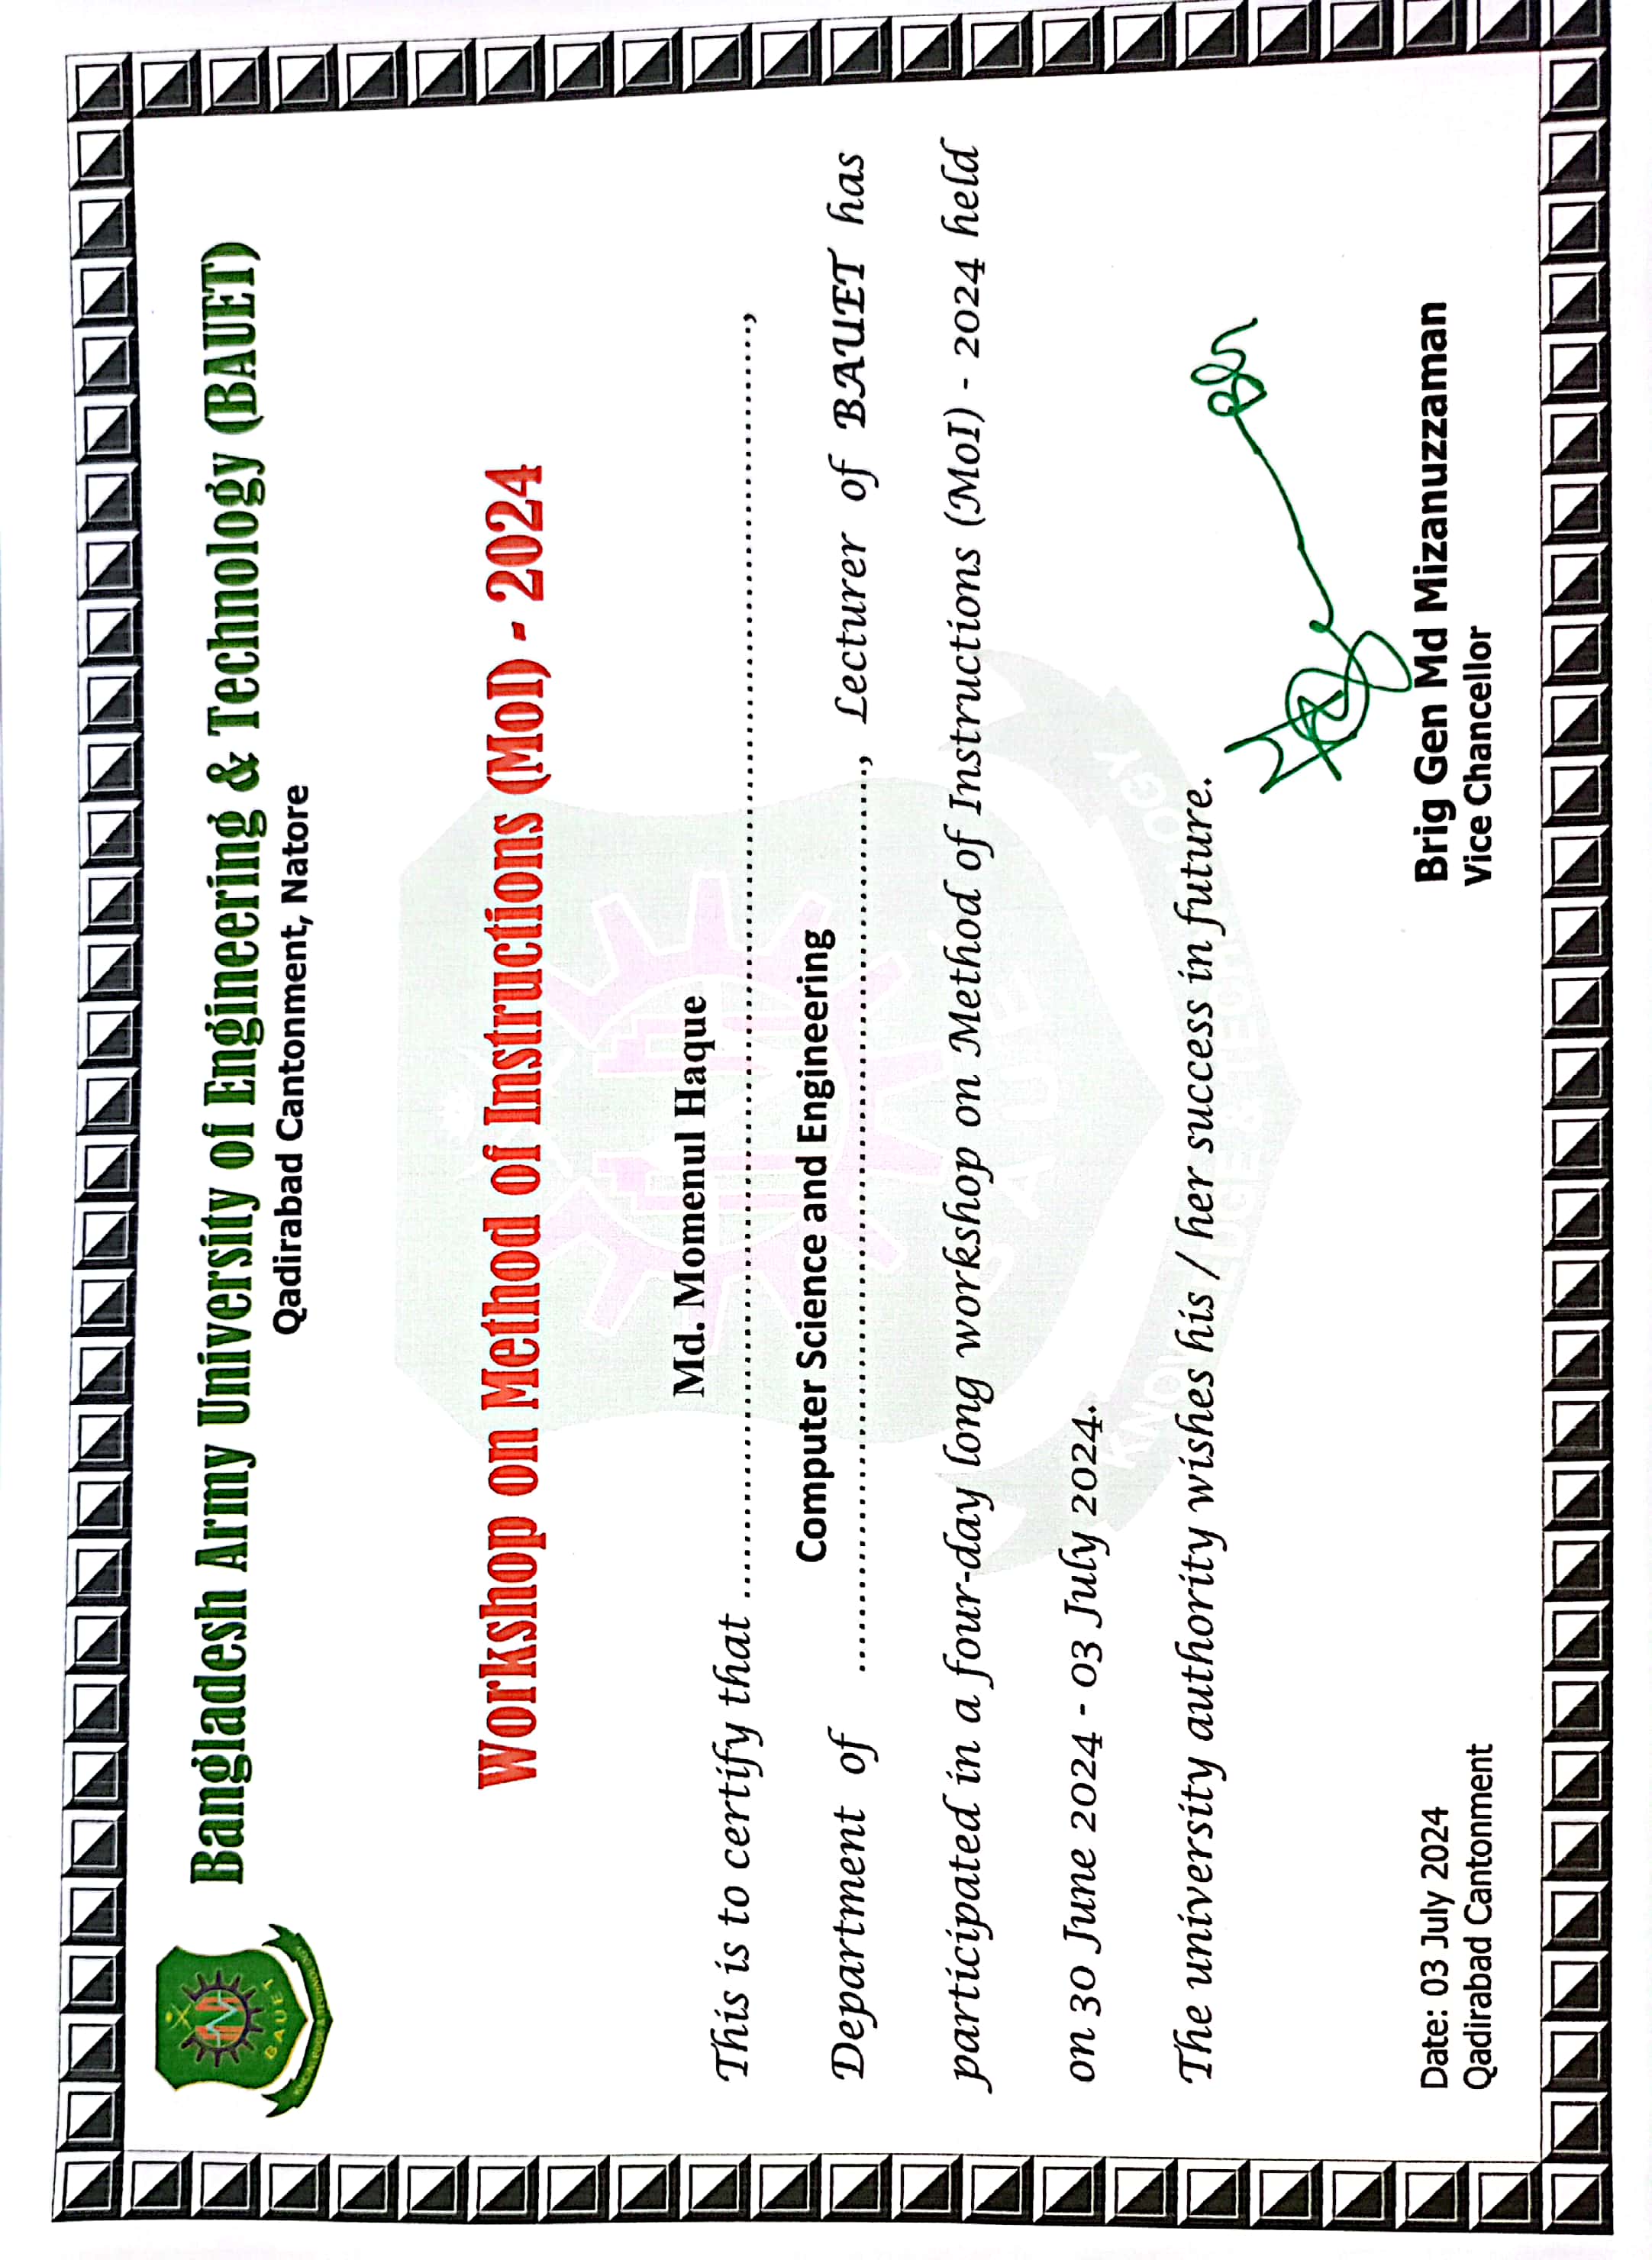 BAUET
KNOWLEDGE & TECHNOLOGY
Bangladesh Army University of Engineering & Technology (BAUET)
Qadirabad Cantonment, Natore
Workshop on Method of Instructions (MoI) - 2024
Md. Momenul Haque
This is to certify that ..............................................................................................,
Computer Science and Engineering
Department of ..................................................................., Lecturer of BAUET has
participated in a four-day long workshop on Method of Instructions (MoI) - 2024 held
on 30 June 2024 - 03 July 2024.
The university authority wishes his / her success in future.
BAUET
KNOWLEDGE & TECHNOLOGY
Date: 03 July 2024
Qadirabad Cantonment
Brig Gen Md Mizanuzzaman
Vice Chancellor